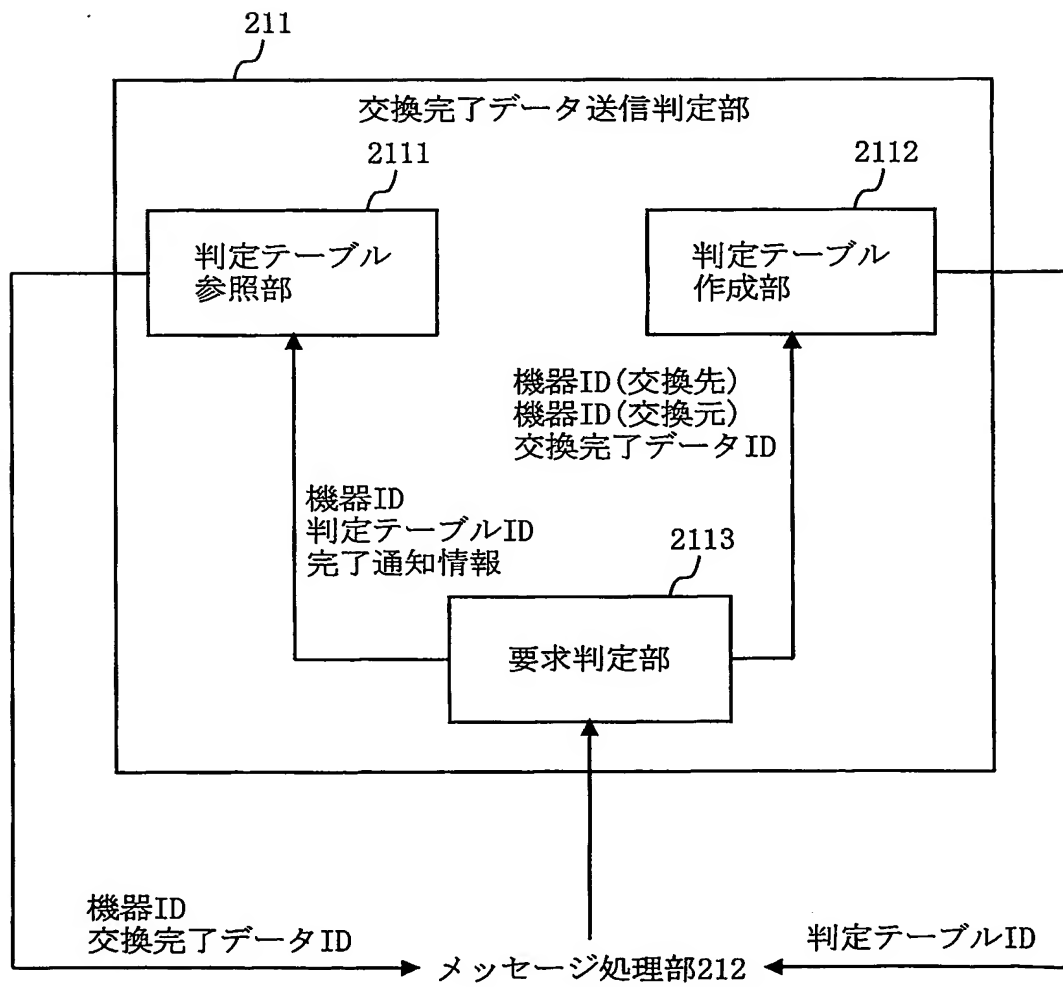 211
交換完了データ送信判定部
2111
2112
判定テーブル
参照部
判定テーブル
作成部
機器ID(交換先)
機器ID(交換元)
交換完了データID
機器ID
判定テーブルID
完了通知情報
2113
要求判定部
機器ID
交換完了データID
判定テーブルID
メッセージ処理部212